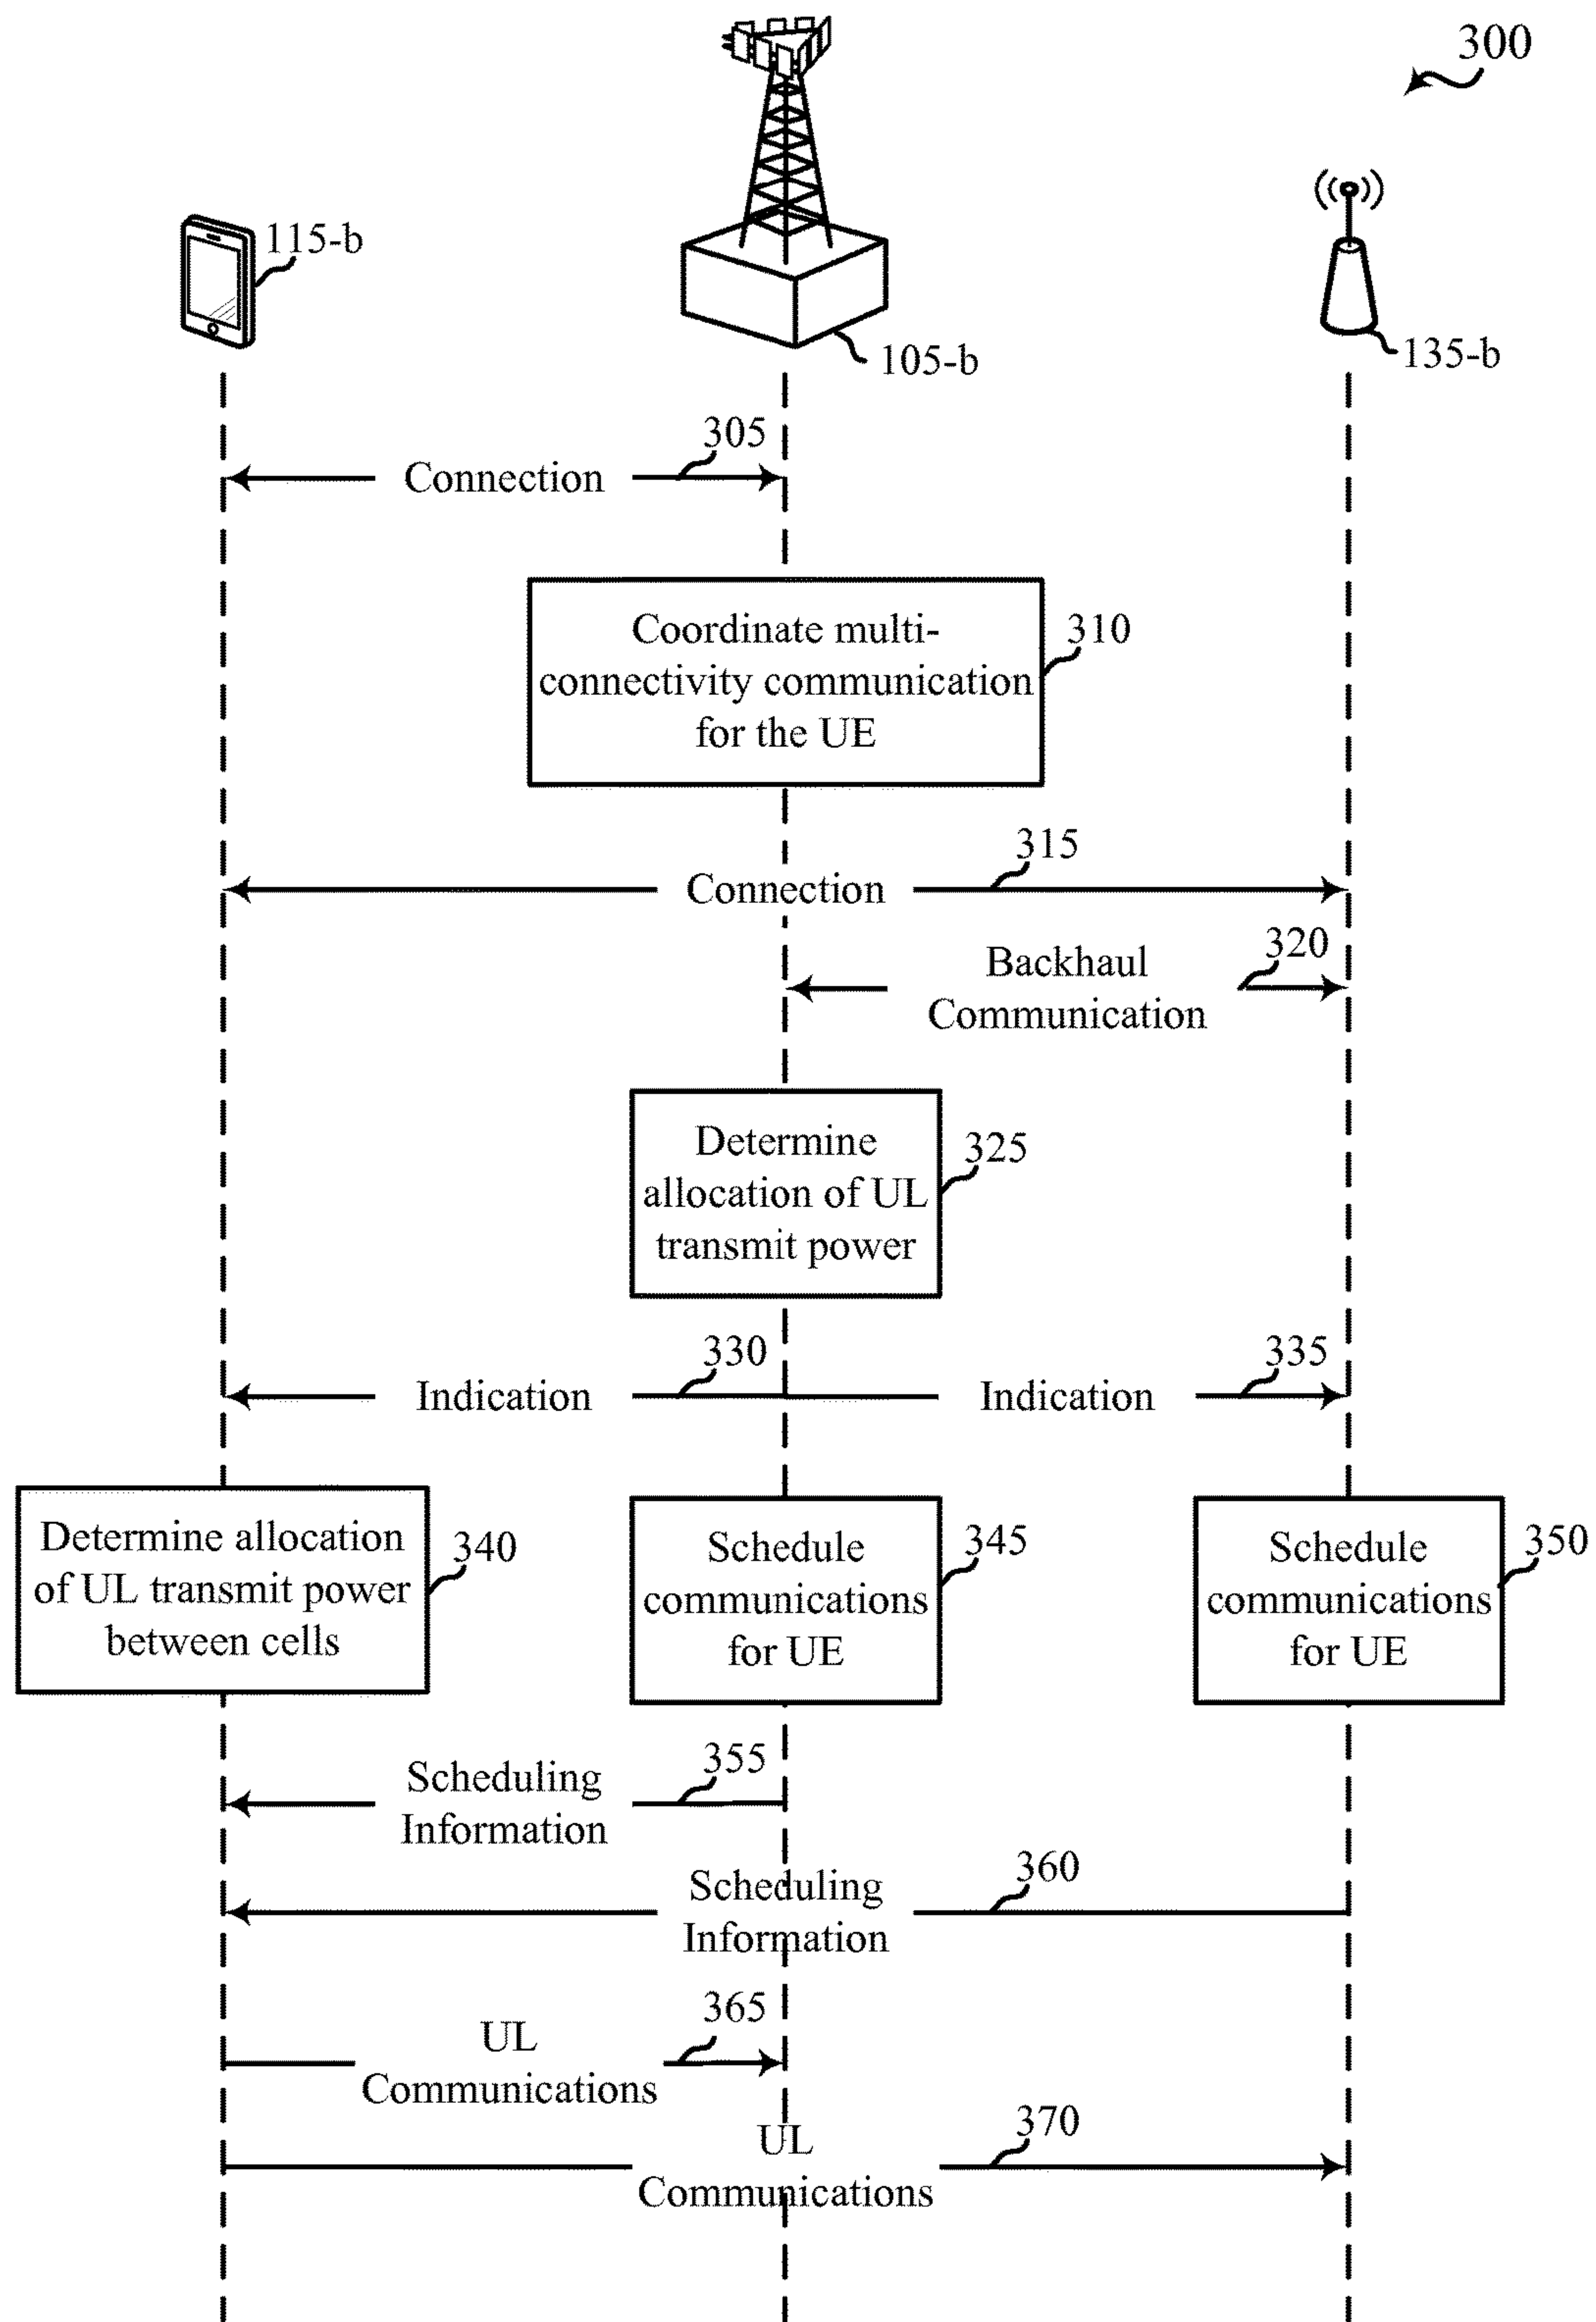 300
115-b
105-b
135-b
305
Connection
Coordinate multi-
connectivity communication
for the UE
310
315
Connection
320
Backhaul
Communication
Determine
allocation of UL
transmit power
325
330
Indication
335
Indication
Determine allocation
of UL transmit power
between cells
340
Schedule
communications
for UE
345
Schedule
communications
for UE
350
355
Scheduling
Information
360
Scheduling
Information
365
UL
Communications
370
UL
Communications